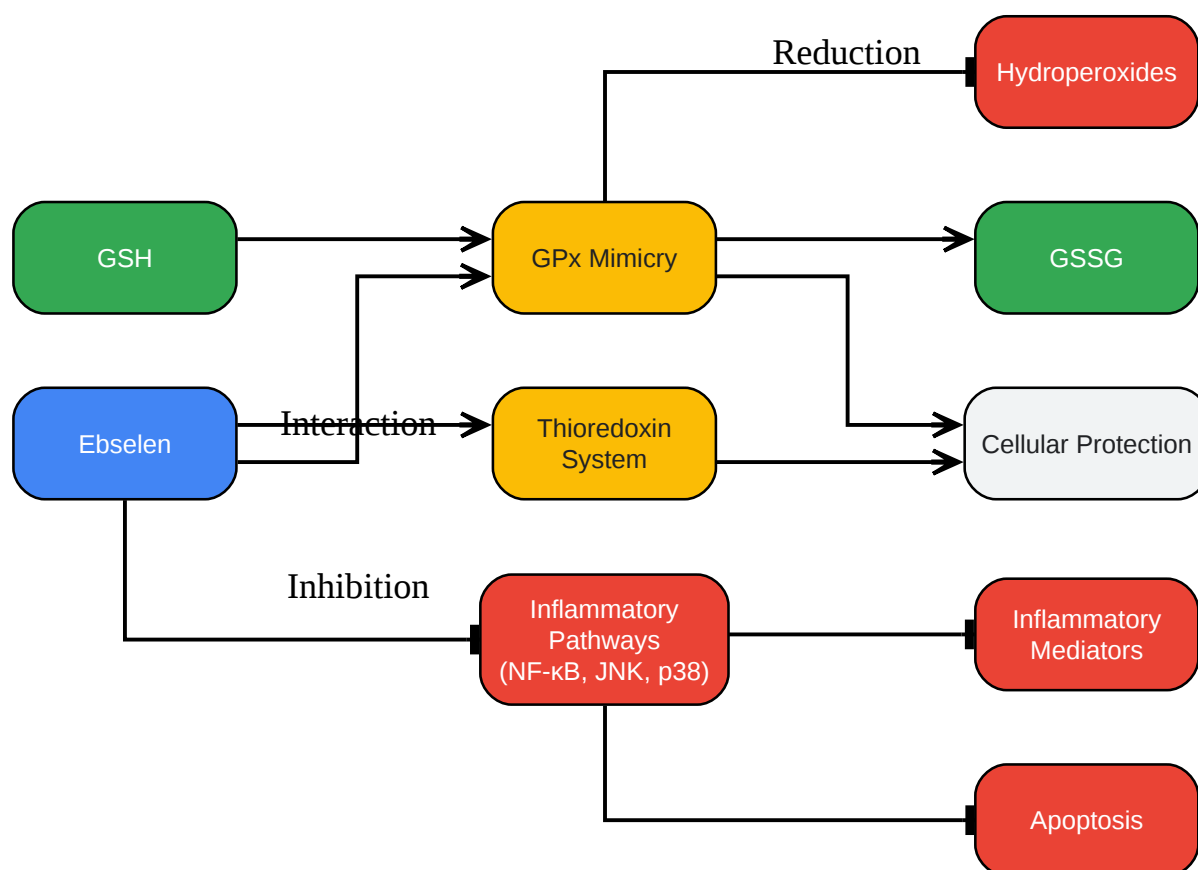 Reduction
Hydroperoxides
GSH
GPx Mimicry
GSSG
Ebselen
Interaction
Thioredoxin
System
Cellular Protection
Inhibition
Inflammatory
Pathways
(NF-κB, JNK, p38)
Inflammatory
Mediators
Apoptosis